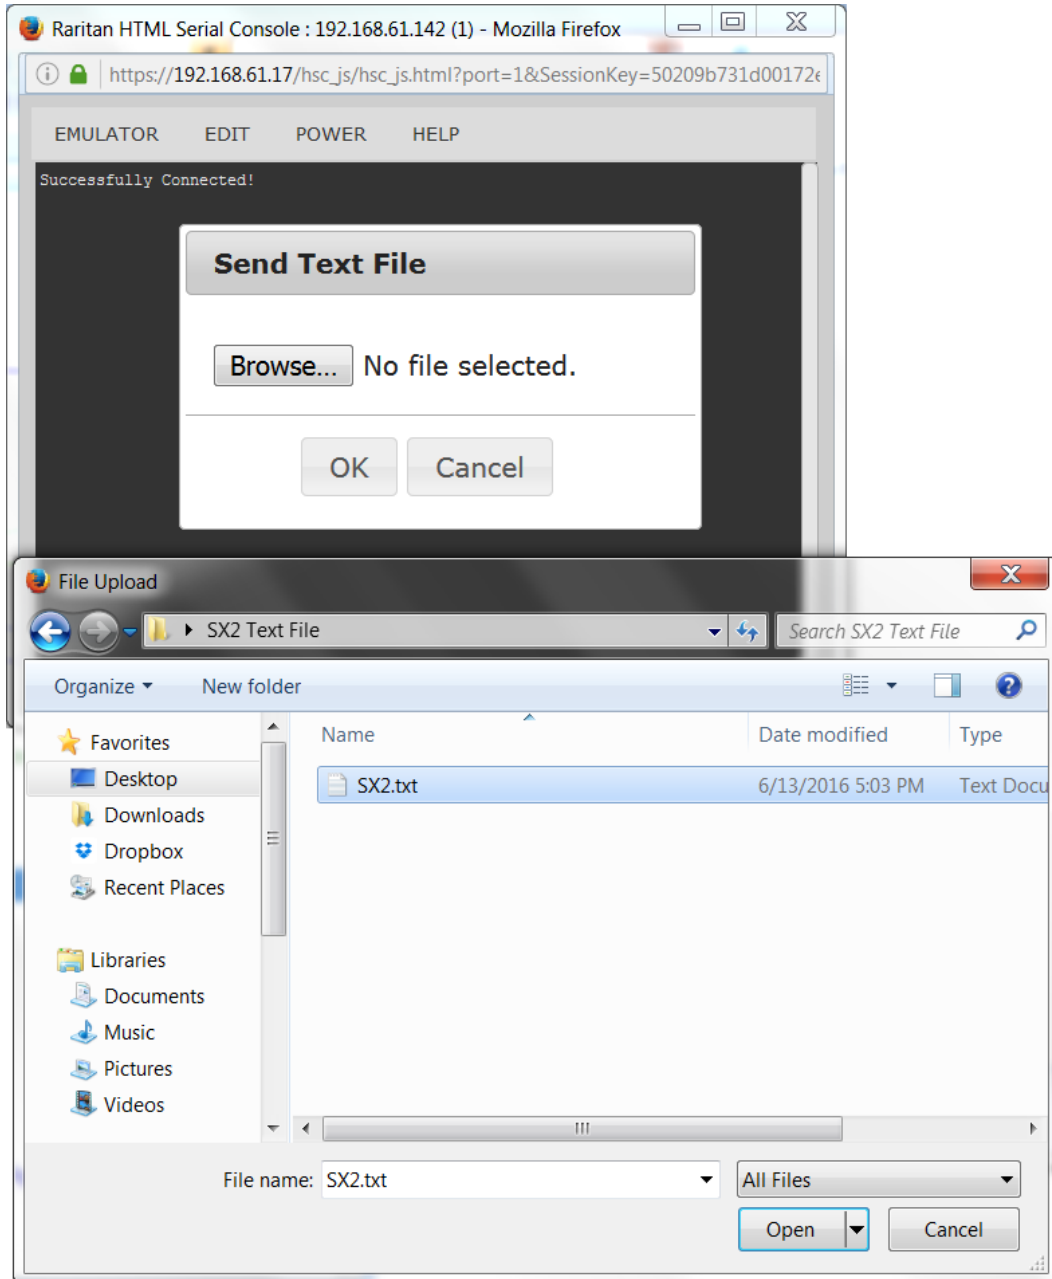 Raritan HTML Serial Console : 192.168.61.142 (1) - Mozilla Firefox
https://192.168.61.17/hsc_js/hsc_js.html?port=1&SessionKey=50209b731d00172e
EMULATOR EDIT POWER HELP
Successfully Connected!
Send Text File
Browse... No file selected.
OK Cancel
File Upload
SX2 Text File Search SX2 Text File
Organize New folder
Favorites
Desktop
Downloads
Dropbox
Recent Places
Libraries
Documents
Music
Pictures
Videos
Name Date modified Type
SX2.txt 6/13/2016 5:03 PM Text Docu
File name: SX2.txt All Files
Open Cancel